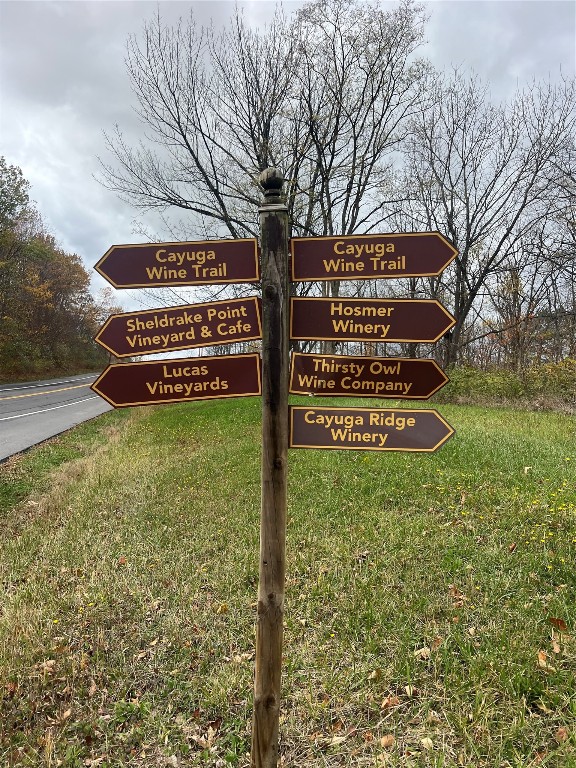 Cayuga
Wine Trail
Sheldrake Point
Vineyard & Cafe
Lucas
Vineyards
Cayuga
Wine Trail
Hosmer
Winery
Thirsty Owl
Wine Company
Cayuga Ridge
Winery